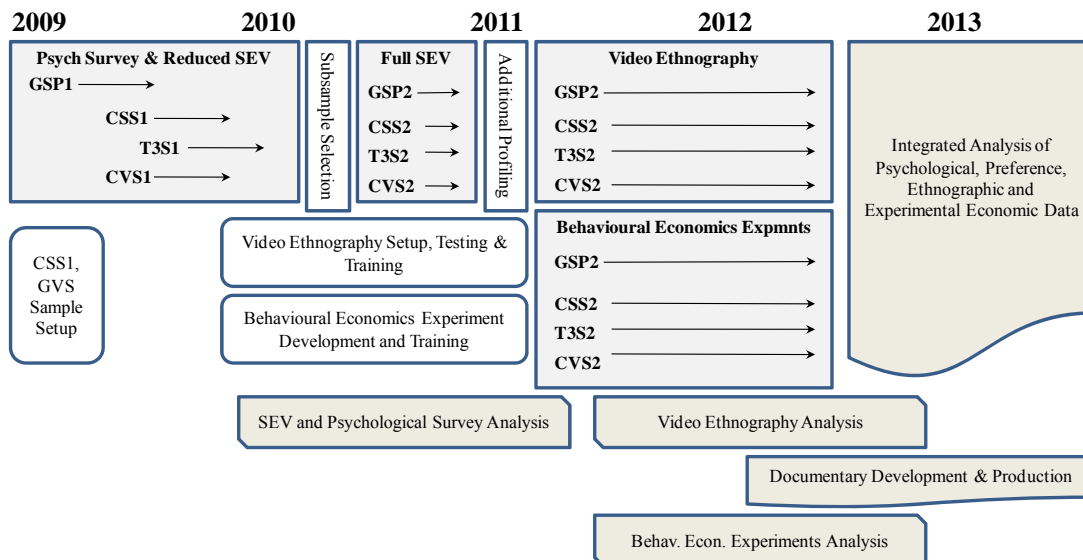 2009 2010 2011 2012 2013
Psych Survey & Reduced SEV
GSP1
CSS1
T3S1
CVS1
Subsample Selection
Full SEV
GSP2
CSS2
T3S2
CVS2
Additional Profiling
Video Ethnography
GSP2
CSS2
T3S2
CVS2
Integrated Analysis of
Psychological, Preference,
Ethnographic and
Experimental Economic Data
CSS1,
GVS
Sample
Setup
Video Ethnography Setup, Testing &
Training
Behavioural Economics Experiment
Development and Training
Behavioural Economics Expmnts
GSP2
CSS2
T3S2
CVS2
SEV and Psychological Survey Analysis
Video Ethnography Analysis
Documentary Development & Production
Behav. Econ. Experiments Analysis